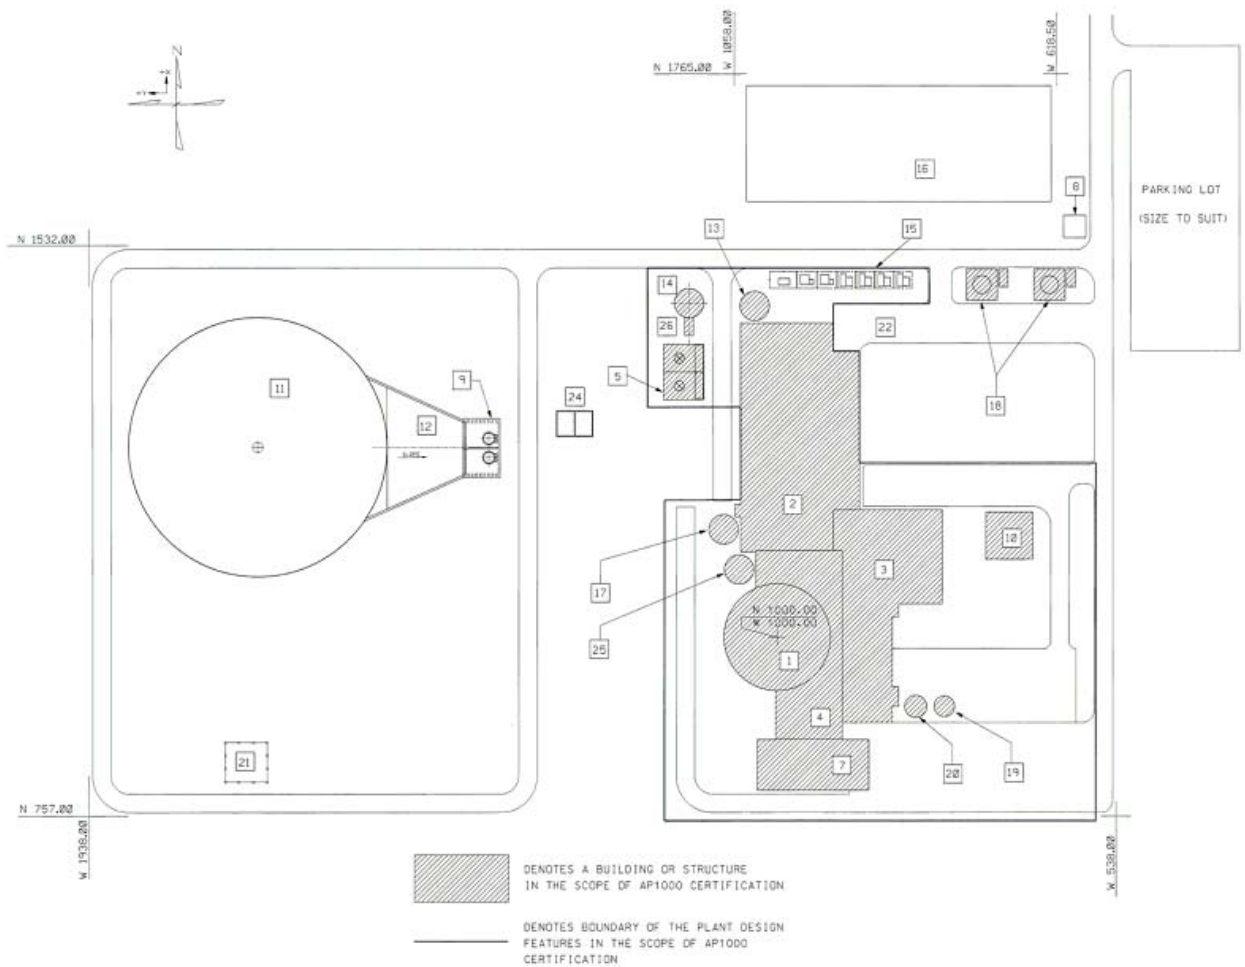 W 1058.00
W 618.50
N
N 1765.00
16
8
PARKING LOT
(SIZE TO SUIT)
N 1532.00
13
15
14
26
22
11
9
5
24
12
18
2
10
3
17
N 1000.00
W 1000.00
25
1
4
21
7
20
19
N 757.00
W 1938.00
W 538.00
DENOTES A BUILDING OR STRUCTURE
IN THE SCOPE OF AP1000 CERTIFICATION
DENOTES BOUNDARY OF THE PLANT DESIGN
FEATURES IN THE SCOPE OF AP1000
CERTIFICATION